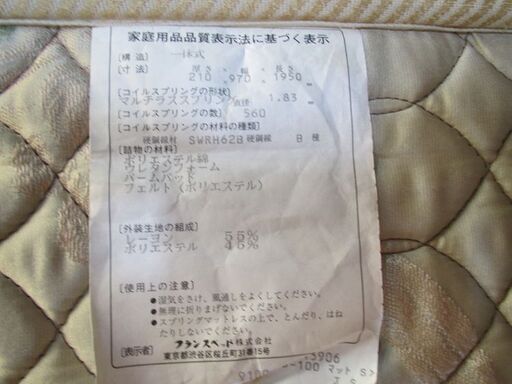 家庭用品品質表示法に基づく表示
[構造] 一体式
[寸法] 厚さ 幅 長さ
210 970 1950 mm
[コイルスプリングの形状]
マルチラススプリング 直径 1.83 mm
[コイルスプリングの数] 560
[コイルスプリングの材料の種類]
硬鋼線材 SWRH62B 硬鋼線 B 種
[詰物の材料]
ポリエステル綿
ウレタンフォーム
パームパッド
フェルト(ポリエステル)
[外装生地の組成]
レーヨン 55%
ポリエステル 45%
[使用上の注意]
●湿気をさけ、風通しをよくしてください。
●無理に折りまげないでください。
●スプリングマットレスの上で、とんだり、はね
たりしないでください。
[表示者] フランスベッド株式会社
東京都渋谷区桜丘町31番15号
3906
-100 マット S